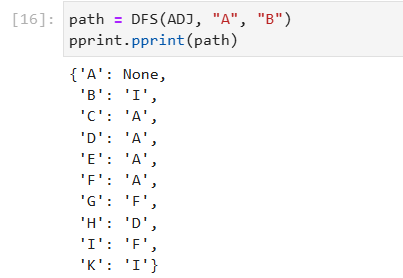 [16]: path = DFS(ADJ, "A", "B")
pprint.pprint(path)
{'A': None,
 'B': 'I',
 'C': 'A',
 'D': 'A',
 'E': 'A',
 'F': 'A',
 'G': 'F',
 'H': 'D',
 'I': 'F',
 'K': 'I'}